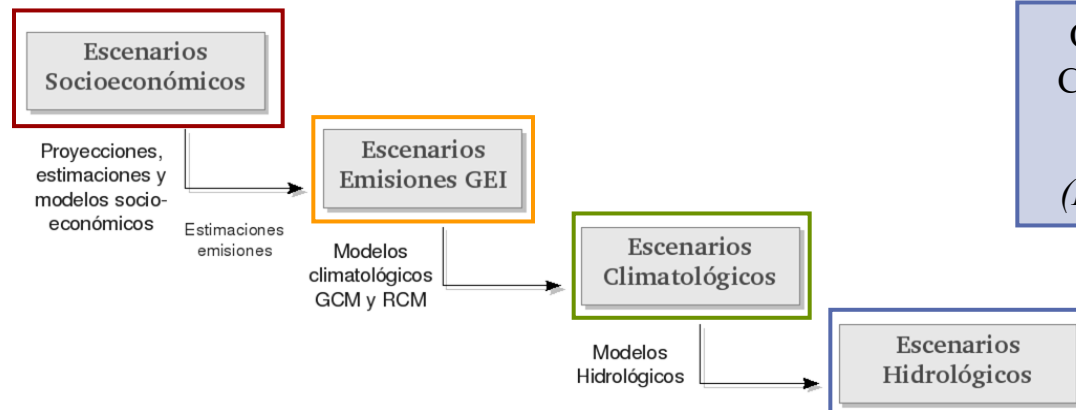 Escenarios
Socioeconómicos
Proyecciones,
estimaciones y
modelos socio-
económicos
Estimaciones
emisiones
Escenarios
Emisiones GEI
Modelos
climatológicos
GCM y RCM
Escenarios
Climatológicos
Modelos
Hidrológicos
Escenarios
Hidrológicos